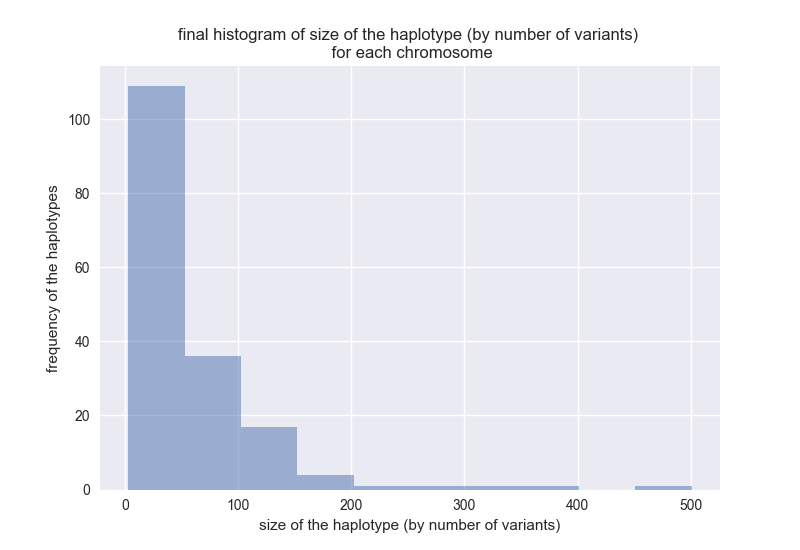 final histogram of size of the haplotype (by number of variants)
for each chromosome
100
80
60
40
20
0
frequency of the haplotypes
0 100 200 300 400 500
size of the haplotype (by number of variants)